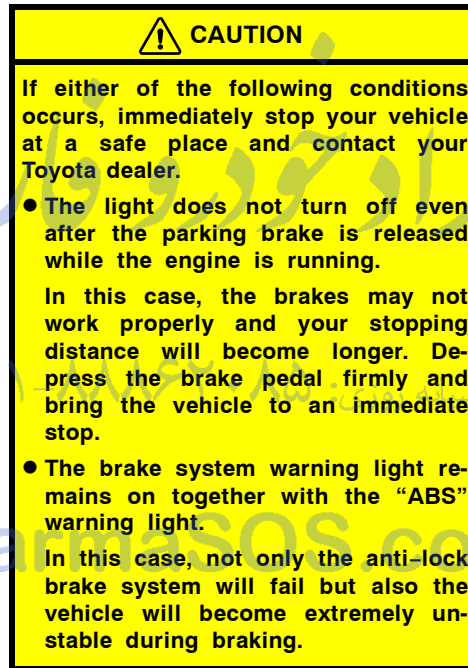 CAUTION
If either of the following conditions
occurs, immediately stop your vehicle
at a safe place and contact your
Toyota dealer.
● The light does not turn off even
after the parking brake is released
while the engine is running.
In this case, the brakes may not
work properly and your stopping
distance will become longer. De-
press the brake pedal firmly and
bring the vehicle to an immediate
stop.
● The brake system warning light re-
mains on together with the “ABS”
warning light.
armaSOS.co
In this case, not only the anti–lock
brake system will fail but also the
vehicle will become extremely un-
stable during braking.